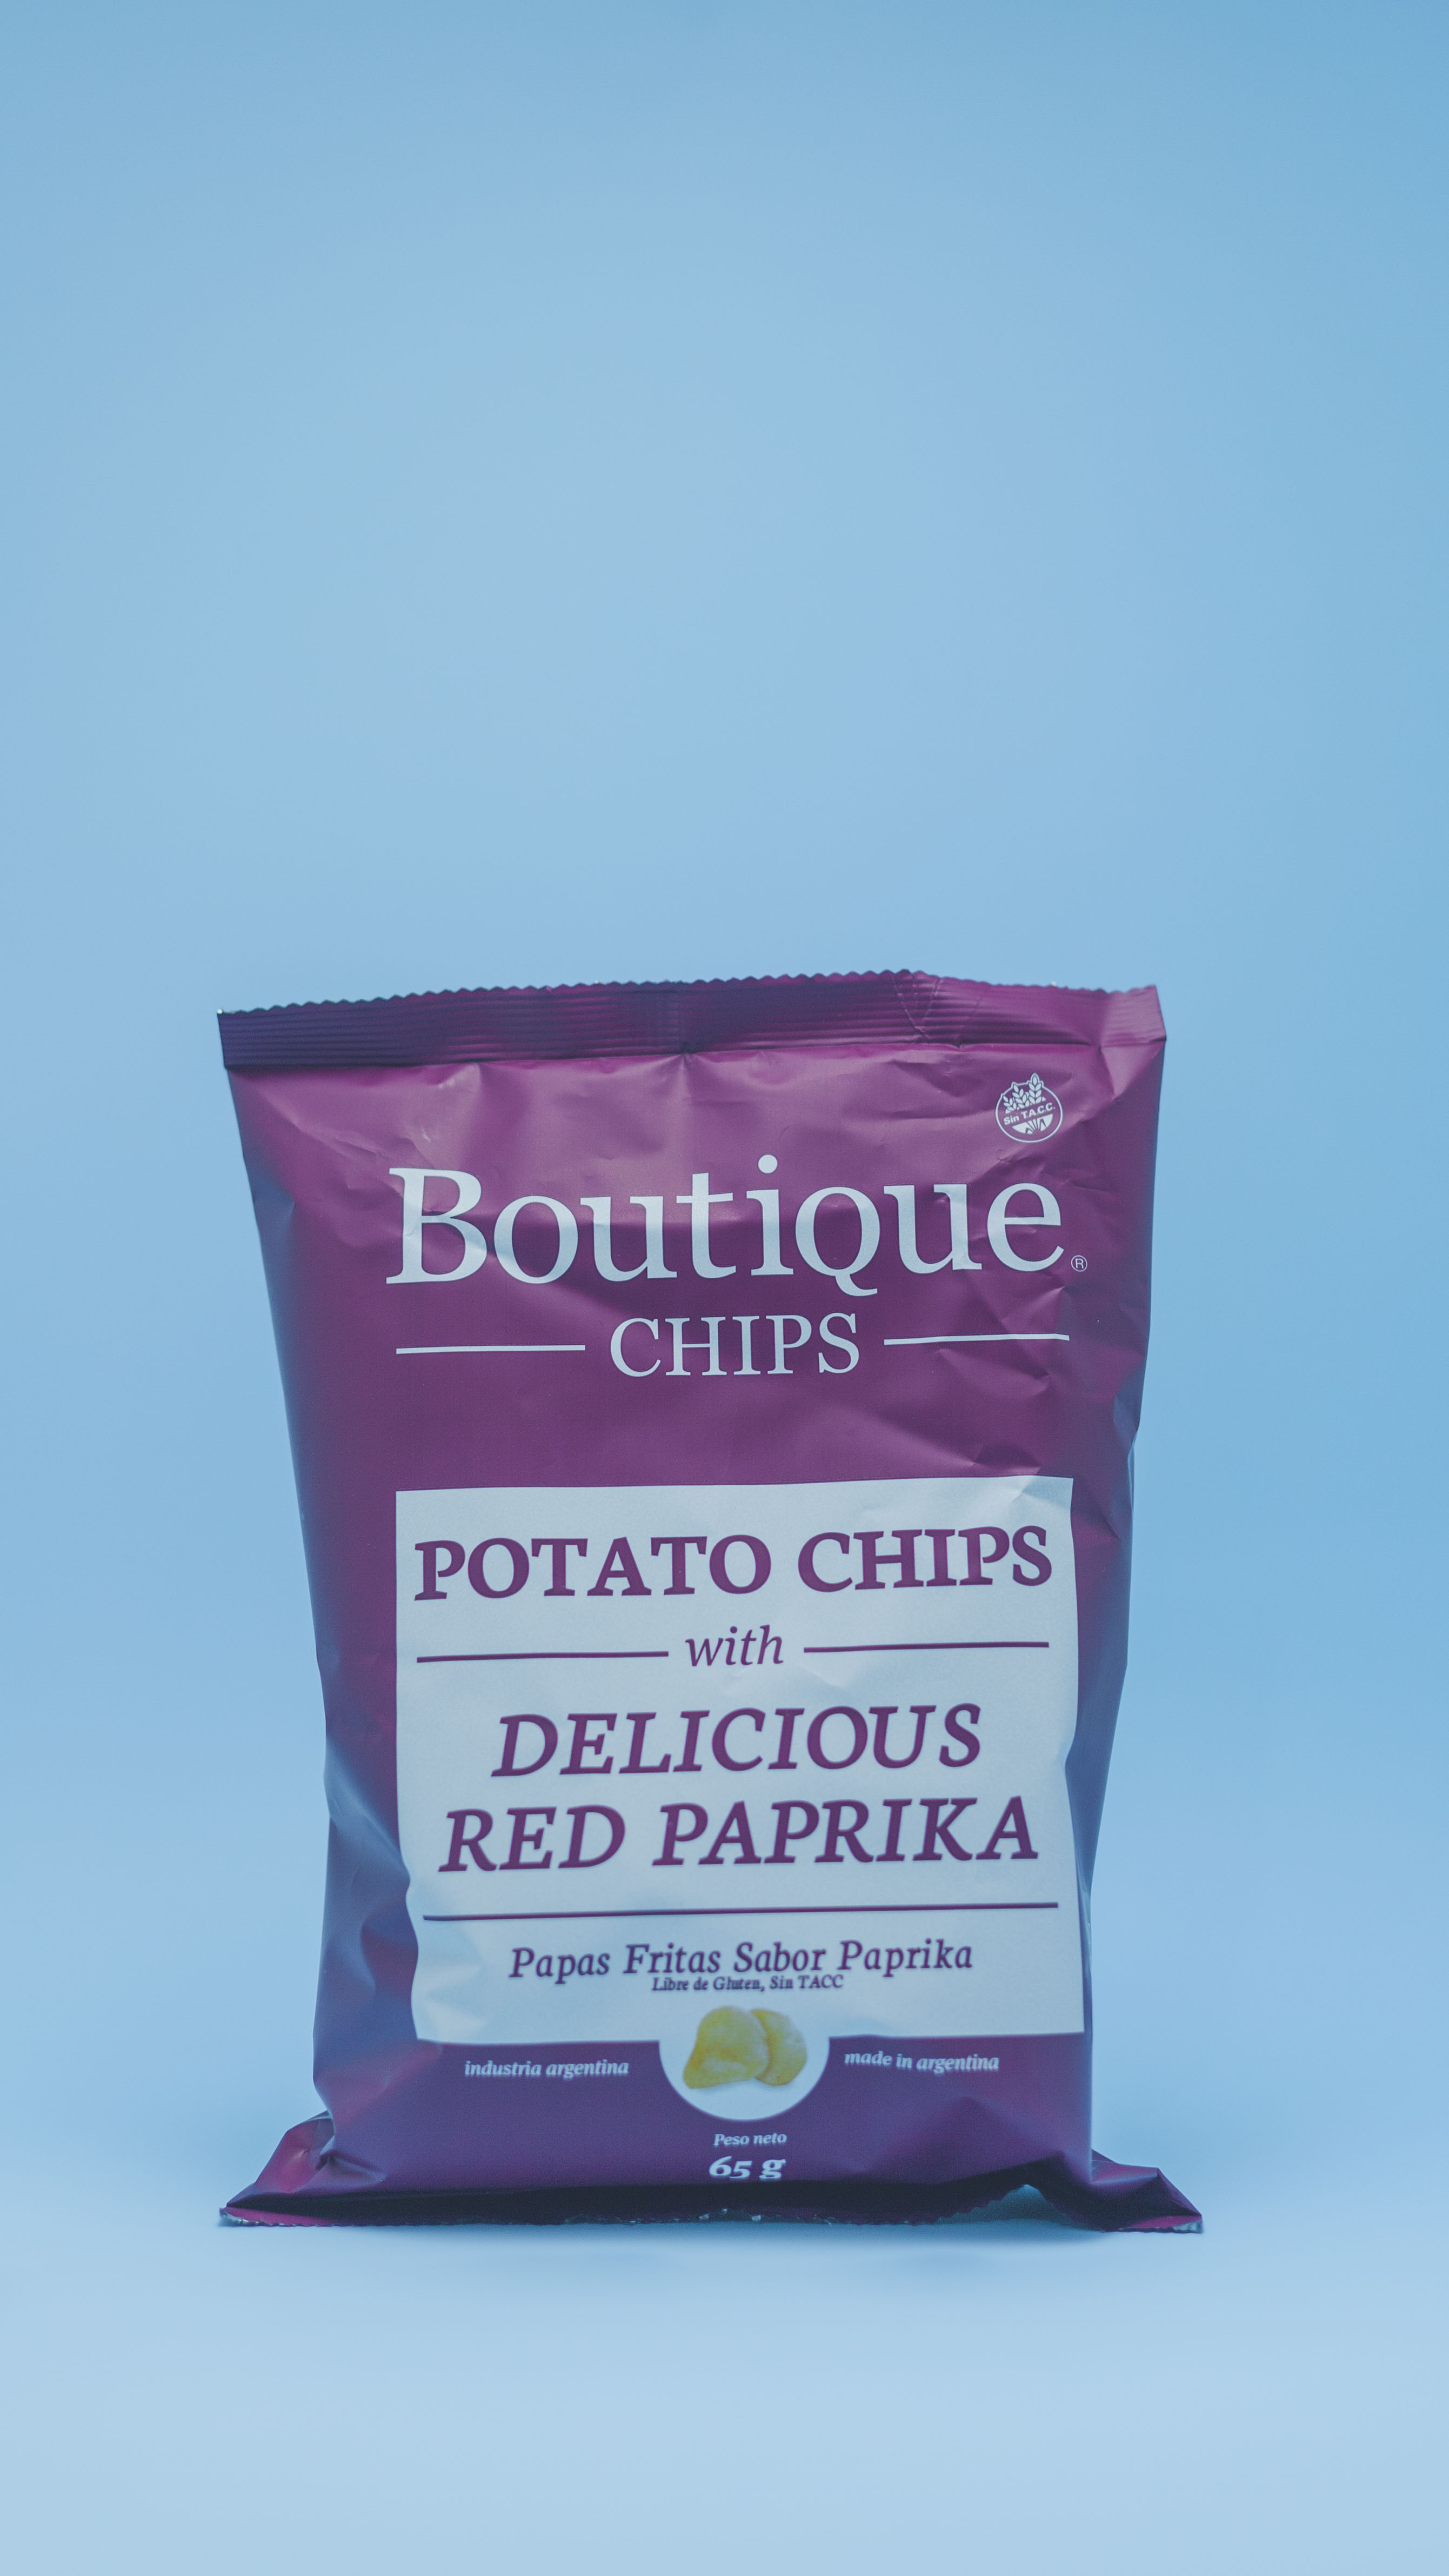 Sin T.A.C.C.
Boutique®
CHIPS
POTATO CHIPS
with
DELICIOUS
RED PAPRIKA
Papas Fritas Sabor Paprika
Libre de Gluten, Sin TACC
industria argentina
made in argentina
Peso neto
65 g